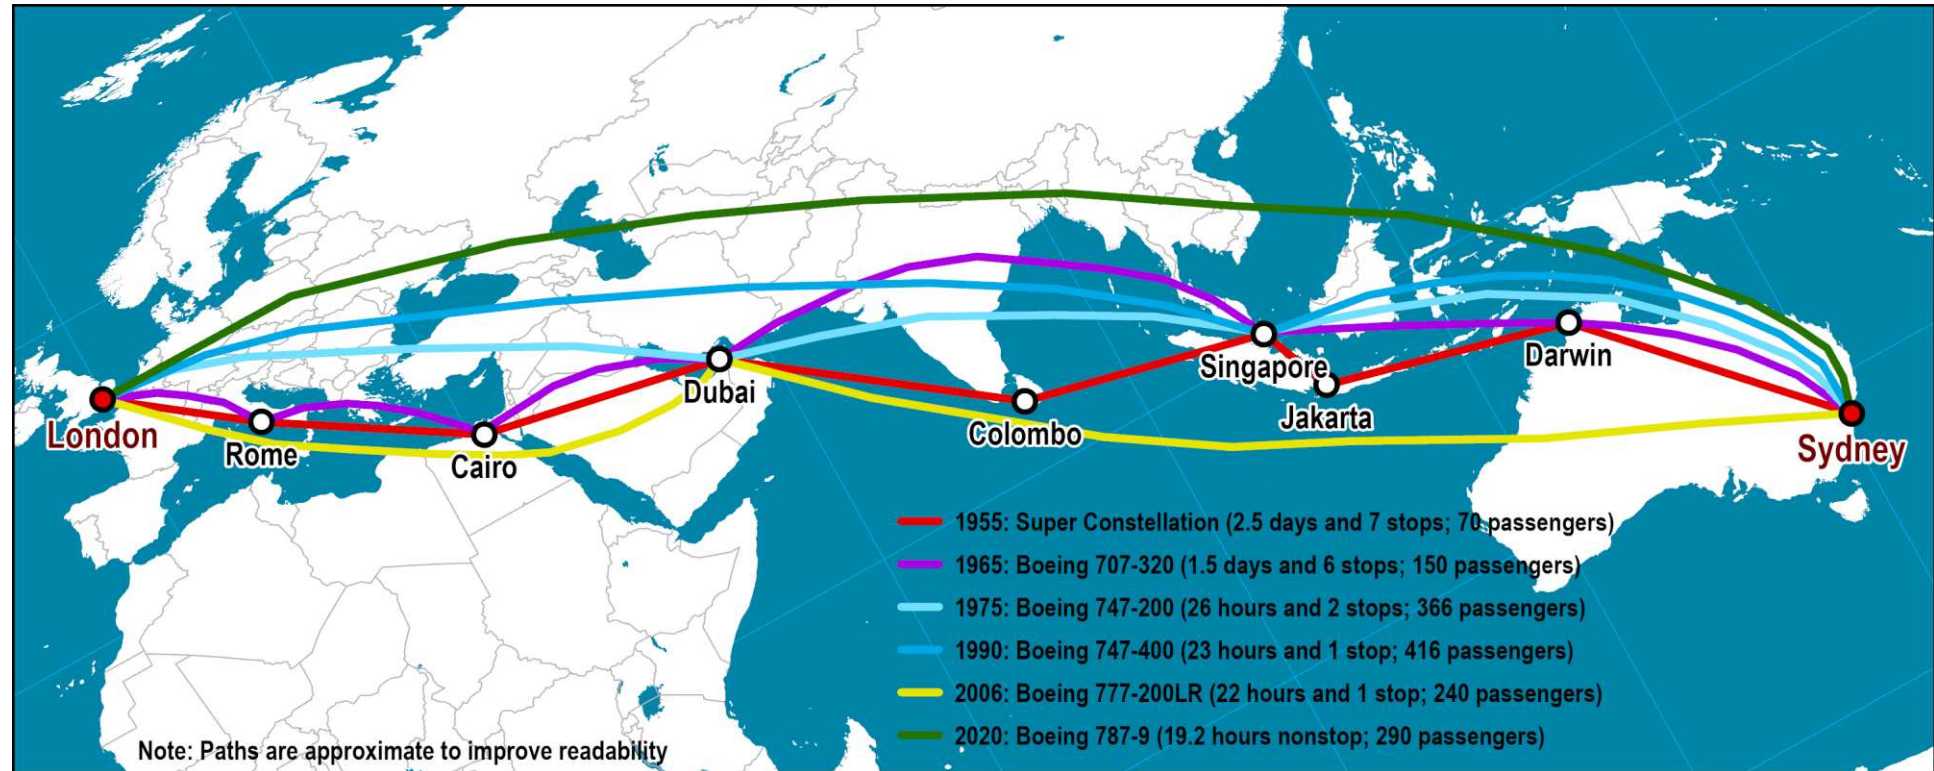 London
Rome
Cairo
Dubai
Colombo
Singapore
Jakarta
Darwin
Sydney
1955: Super Constellation (2.5 days and 7 stops; 70 passengers)
1965: Boeing 707-320 (1.5 days and 6 stops; 150 passengers)
1975: Boeing 747-200 (26 hours and 2 stops; 366 passengers)
1990: Boeing 747-400 (23 hours and 1 stop; 416 passengers)
2006: Boeing 777-200LR (22 hours and 1 stop; 240 passengers)
2020: Boeing 787-9 (19.2 hours nonstop; 290 passengers)
Note: Paths are approximate to improve readability